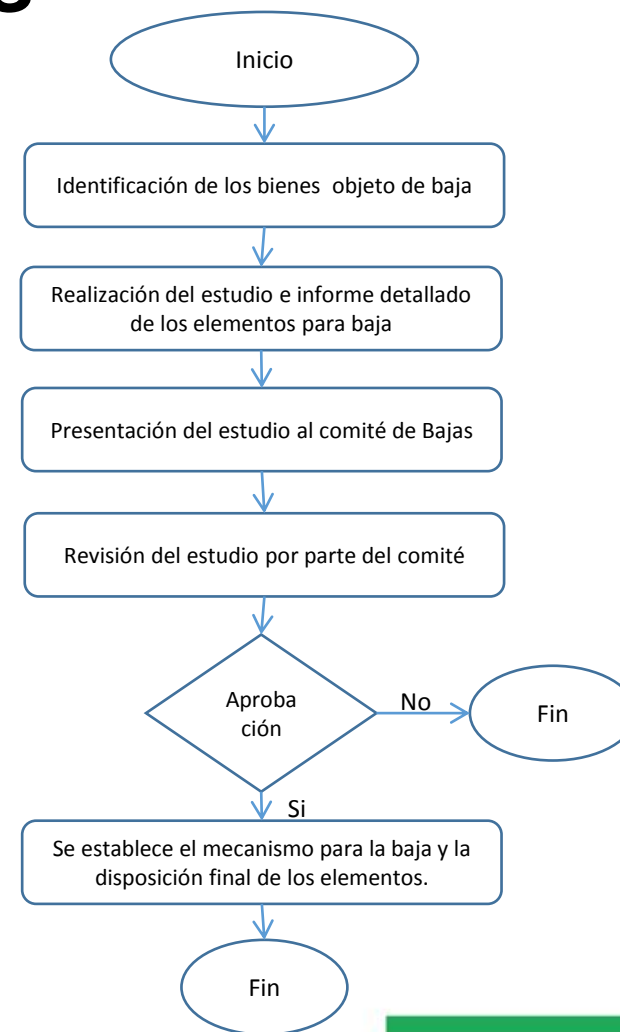 Inicio
Identificación de los bienes objeto de baja
Realización del estudio e informe detallado
de los elementos para baja
Presentación del estudio al comité de Bajas
Revisión del estudio por parte del comité
Aproba
ción
No
Fin
Si
Se establece el mecanismo para la baja y la
disposición final de los elementos.
Fin